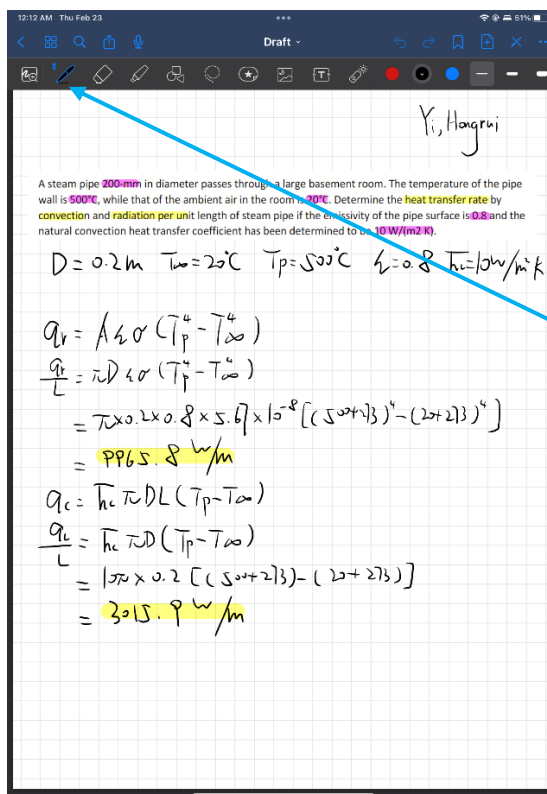 12:12 AM Thu Feb 23
61%
Draft
Yi, Hongrui
A steam pipe 200-mm in diameter passes through a large basement room. The temperature of the pipe
wall is 500°C, while that of the ambient air in the room is 20°C. Determine the heat transfer rate by
convection and radiation per unit length of steam pipe if the emissivity of the pipe surface is 0.8 and the
natural convection heat transfer coefficient has been determined to be 10 W/(m2 K).
D = 0.2m T∞ = 20°C Tp = 500°C ε = 0.8 h̄c = 10W/m²K
qr = Aεσ (Tp⁴ - T∞⁴)
qr/L = πDεσ (Tp⁴ - T∞⁴)
= π×0.2×0.8×5.67×10⁻⁸ [(500+273)⁴ - (20+273)⁴]
= 9965.8 W/m
qc = h̄c πDL (Tp - T∞)
qc/L = h̄c πD (Tp - T∞)
= 10π × 0.2 [(500+273) - (20+273)]
= 3015.9 W/m